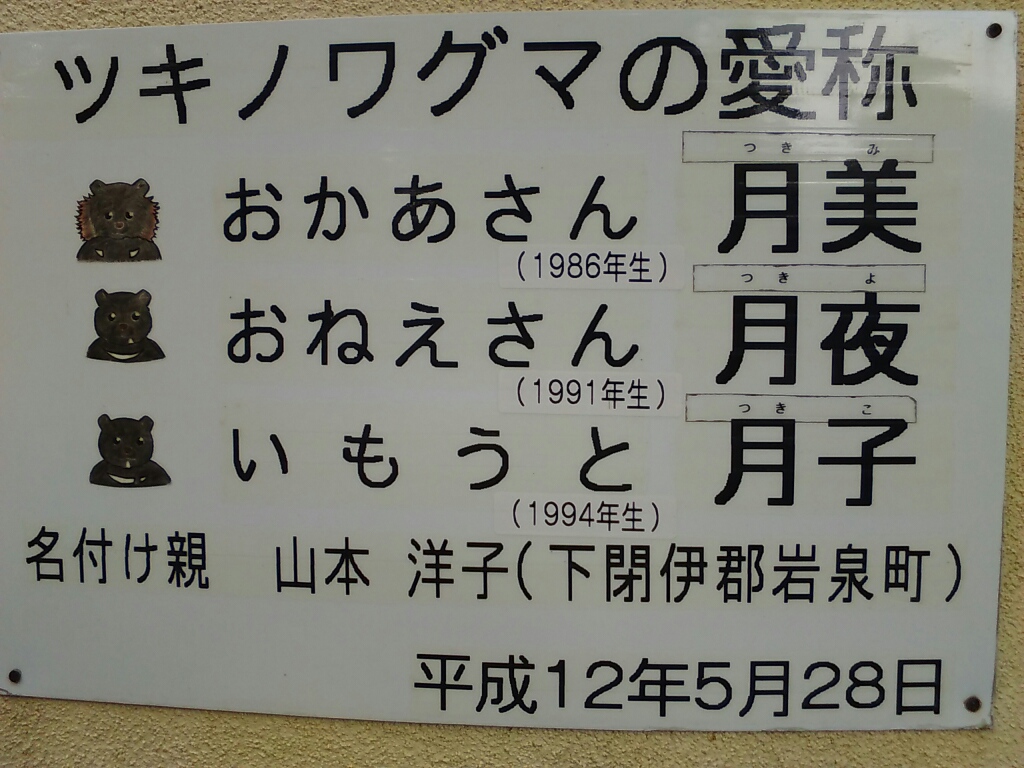 ツキノワグマの愛称
つきみ
おかあさん 月美
(1986年生)
つきよ
おねえさん 月夜
(1991年生)
つきこ
いもうと 月子
(1994年生)
名付け親 山本 洋子(下閉伊郡岩泉町)
平成12年5月28日